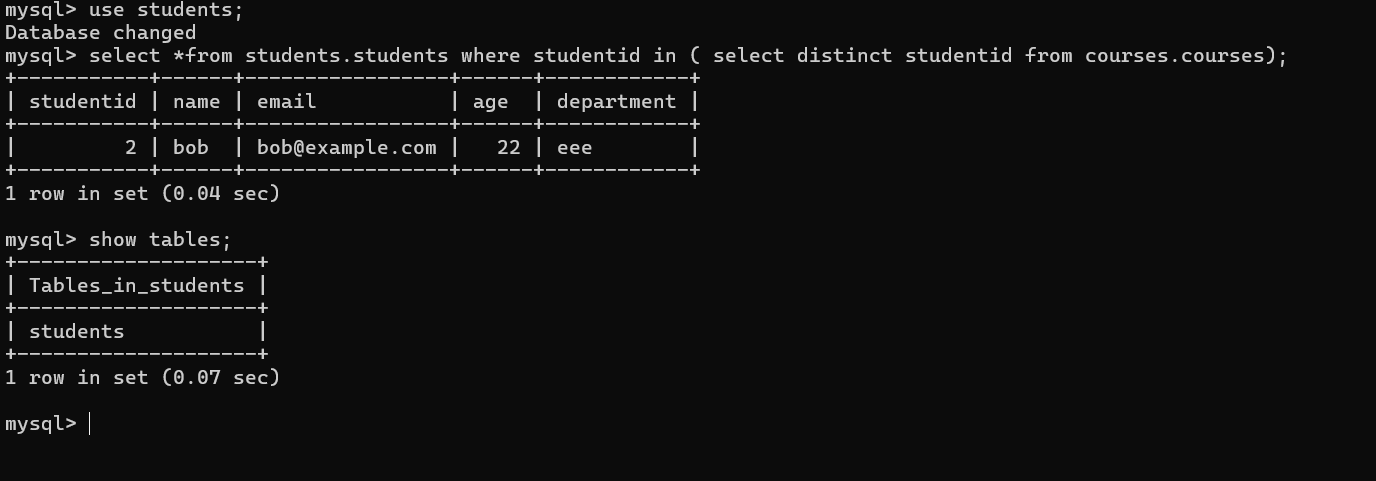 mysql> use students;
Database changed
mysql> select *from students.students where studentid in ( select distinct studentid from courses.courses);
+-----------+------+-----------------+------+------------+
| studentid | name | email           | age  | department |
+-----------+------+-----------------+------+------------+
|         2 | bob  | bob@example.com |   22 | eee        |
+-----------+------+-----------------+------+------------+
1 row in set (0.04 sec)

mysql> show tables;
+--------------------+
| Tables_in_students |
+--------------------+
| students           |
+--------------------+
1 row in set (0.07 sec)

mysql>